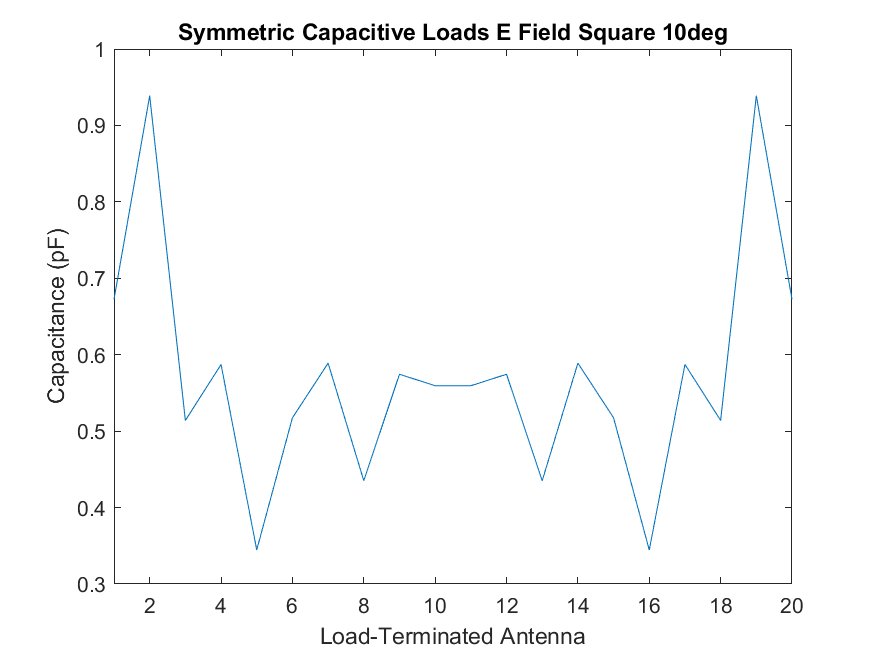 Symmetric Capacitive Loads E Field Square 10deg
1
0.9
0.8
0.7
0.6
0.5
0.4
0.3
Capacitance (pF)
2 4 6 8 10 12 14 16 18 20
Load-Terminated Antenna